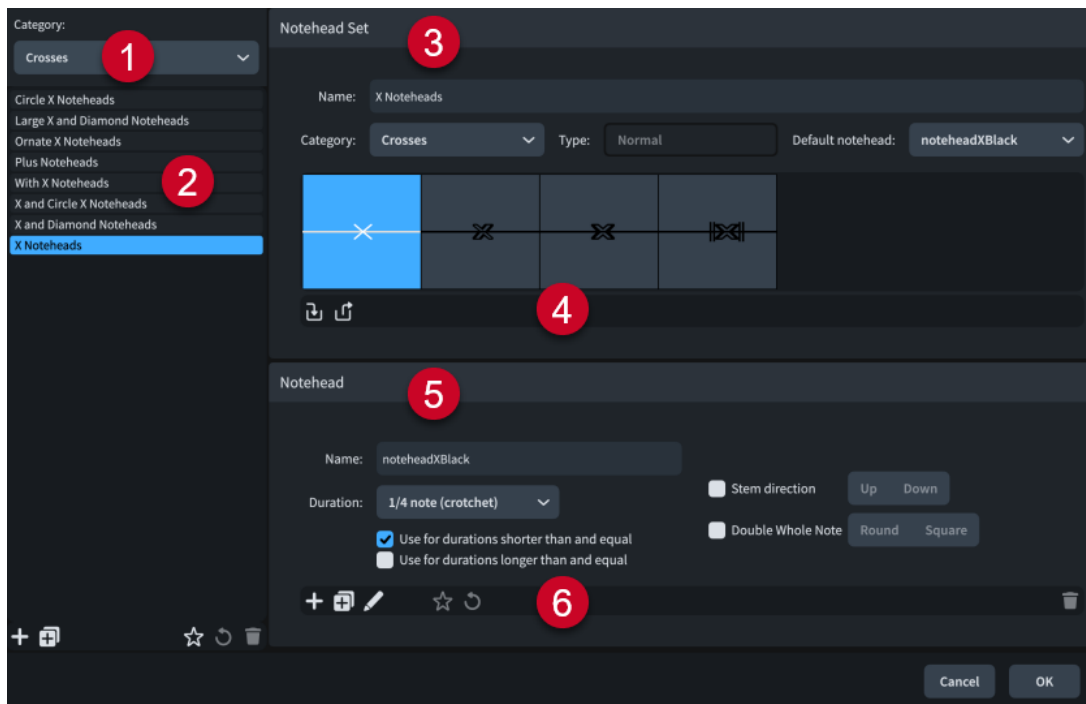 Category:
Crosses
1
Circle X Noteheads
Large X and Diamond Noteheads
Ornate X Noteheads
Plus Noteheads
With X Noteheads
2
X and Circle X Noteheads
X and Diamond Noteheads
X Noteheads
Notehead Set
3
Name: X Noteheads
Category: Crosses Type: Normal Default notehead: noteheadXBlack
4
Notehead
5
Name: noteheadXBlack
Duration: 1/4 note (crotchet)
Use for durations shorter than and equal
Use for durations longer than and equal
Stem direction Up Down
Double Whole Note Round Square
6
Cancel OK